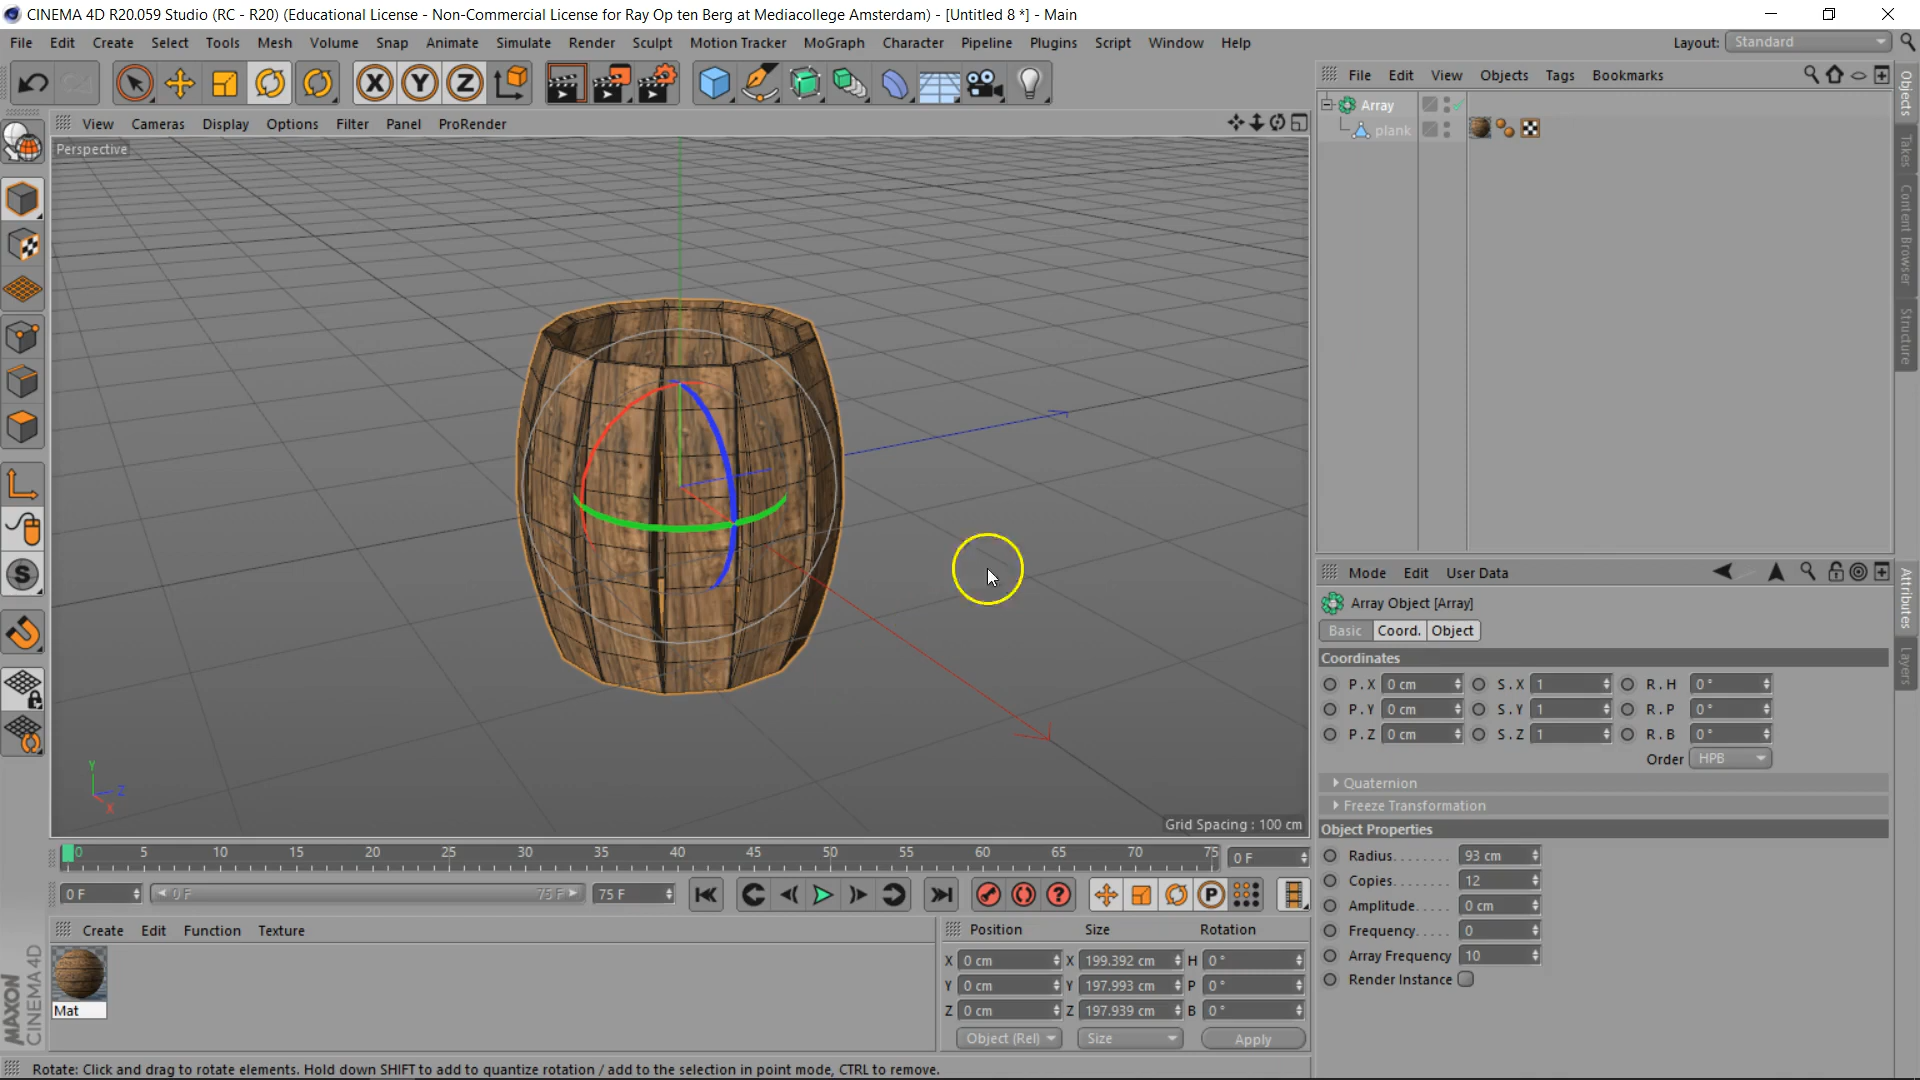 CINEMA 4D R20.059 Studio (RC - R20) (Educational License - Non-Commercial License for Ray Op ten Berg at Mediacollege Amsterdam) - [Untitled 8 *] - Main
File Edit Create Select Tools Mesh Volume Snap Animate Simulate Render Sculpt Motion Tracker MoGraph Character Pipeline Plugins Script Window Help Layout: Standard
File Edit View Objects Tags Bookmarks
Array
plank
View Cameras Display Options Filter Panel ProRender
Perspective
Objects
Takes
Content Browser
Structure
Mode Edit User Data
Array Object [Array]
Basic Coord. Object
Coordinates
P . X 0 cm S . X 1 R . H 0 °
P . Y 0 cm S . Y 1 R . P 0 °
P . Z 0 cm S . Z 1 R . B 0 °
Order HPB
Quaternion
Freeze Transformation
Object Properties
Radius. . . . . . . . 93 cm
Copies. . . . . . . . 12
Amplitude. . . . . 0 cm
Frequency. . . . . 0
Array Frequency 10
Render Instance
Attributes
Layers
Y
Z
X
Grid Spacing : 100 cm
0 5 10 15 20 25 30 35 40 45 50 55 60 65 70 75 0 F
0 F 0 F 75 F 75 F
P
Create Edit Function Texture
Mat
Position Size Rotation
X 0 cm X 199.392 cm H 0 °
Y 0 cm Y 197.993 cm P 0 °
Z 0 cm Z 197.939 cm B 0 °
Object (Rel) Size Apply
MAXON
CINEMA 4D
Rotate: Click and drag to rotate elements. Hold down SHIFT to add to quantize rotation / add to the selection in point mode, CTRL to remove.